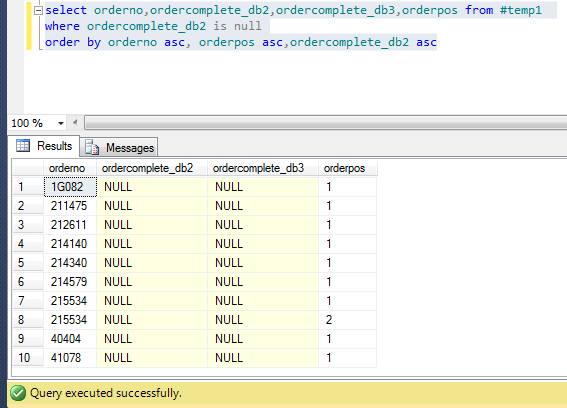 select orderno,ordercomplete_db2,ordercomplete_db3,orderpos from #temp1
where ordercomplete_db2 is null
order by orderno asc, orderpos asc,ordercomplete_db2 asc
100 %
Results Messages
orderno ordercomplete_db2 ordercomplete_db3 orderpos
1 1G082 NULL NULL 1
2 211475 NULL NULL 1
3 212611 NULL NULL 1
4 214140 NULL NULL 1
5 214340 NULL NULL 1
6 214579 NULL NULL 1
7 215534 NULL NULL 1
8 215534 NULL NULL 2
9 40404 NULL NULL 1
10 41078 NULL NULL 1
Query executed successfully.